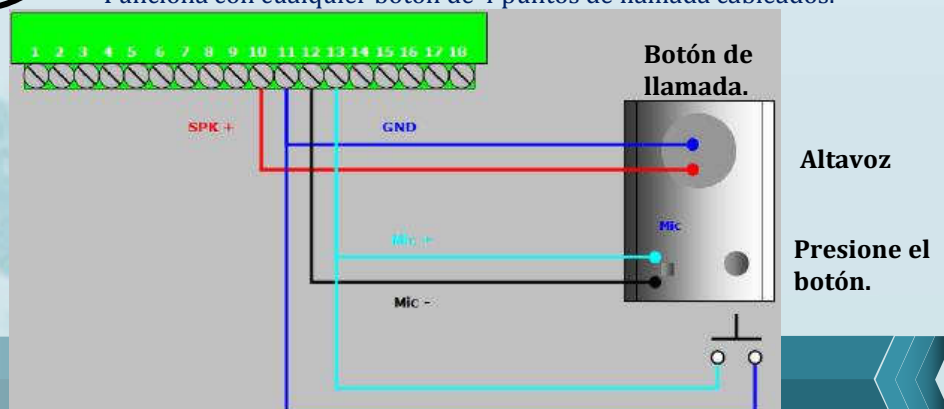 Funciona con cualquier botón de 4 puntos de llamada cableados.
1 2 3 4 5 6 7 8 9 10 11 12 13 14 15 16 17 18
Botón de
llamada.
SPK +
GND
Altavoz
Mic
Mic +
Presione el
botón.
Mic -